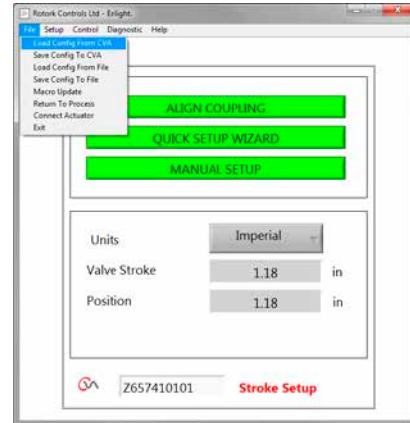 Rotork Controls Ltd - Enlight.
File Setup Control Diagnostic Help
Load Config From CVA
Save Config To CVA
Load Config From File
Save Config To File
Macro Update
Return To Process
Connect Actuator
Exit
ALIGN COUPLING
QUICK SETUP WIZARD
MANUAL SETUP
Units Imperial
Valve Stroke 1.18 in
Position 1.18 in
CVA Z657410101 Stroke Setup